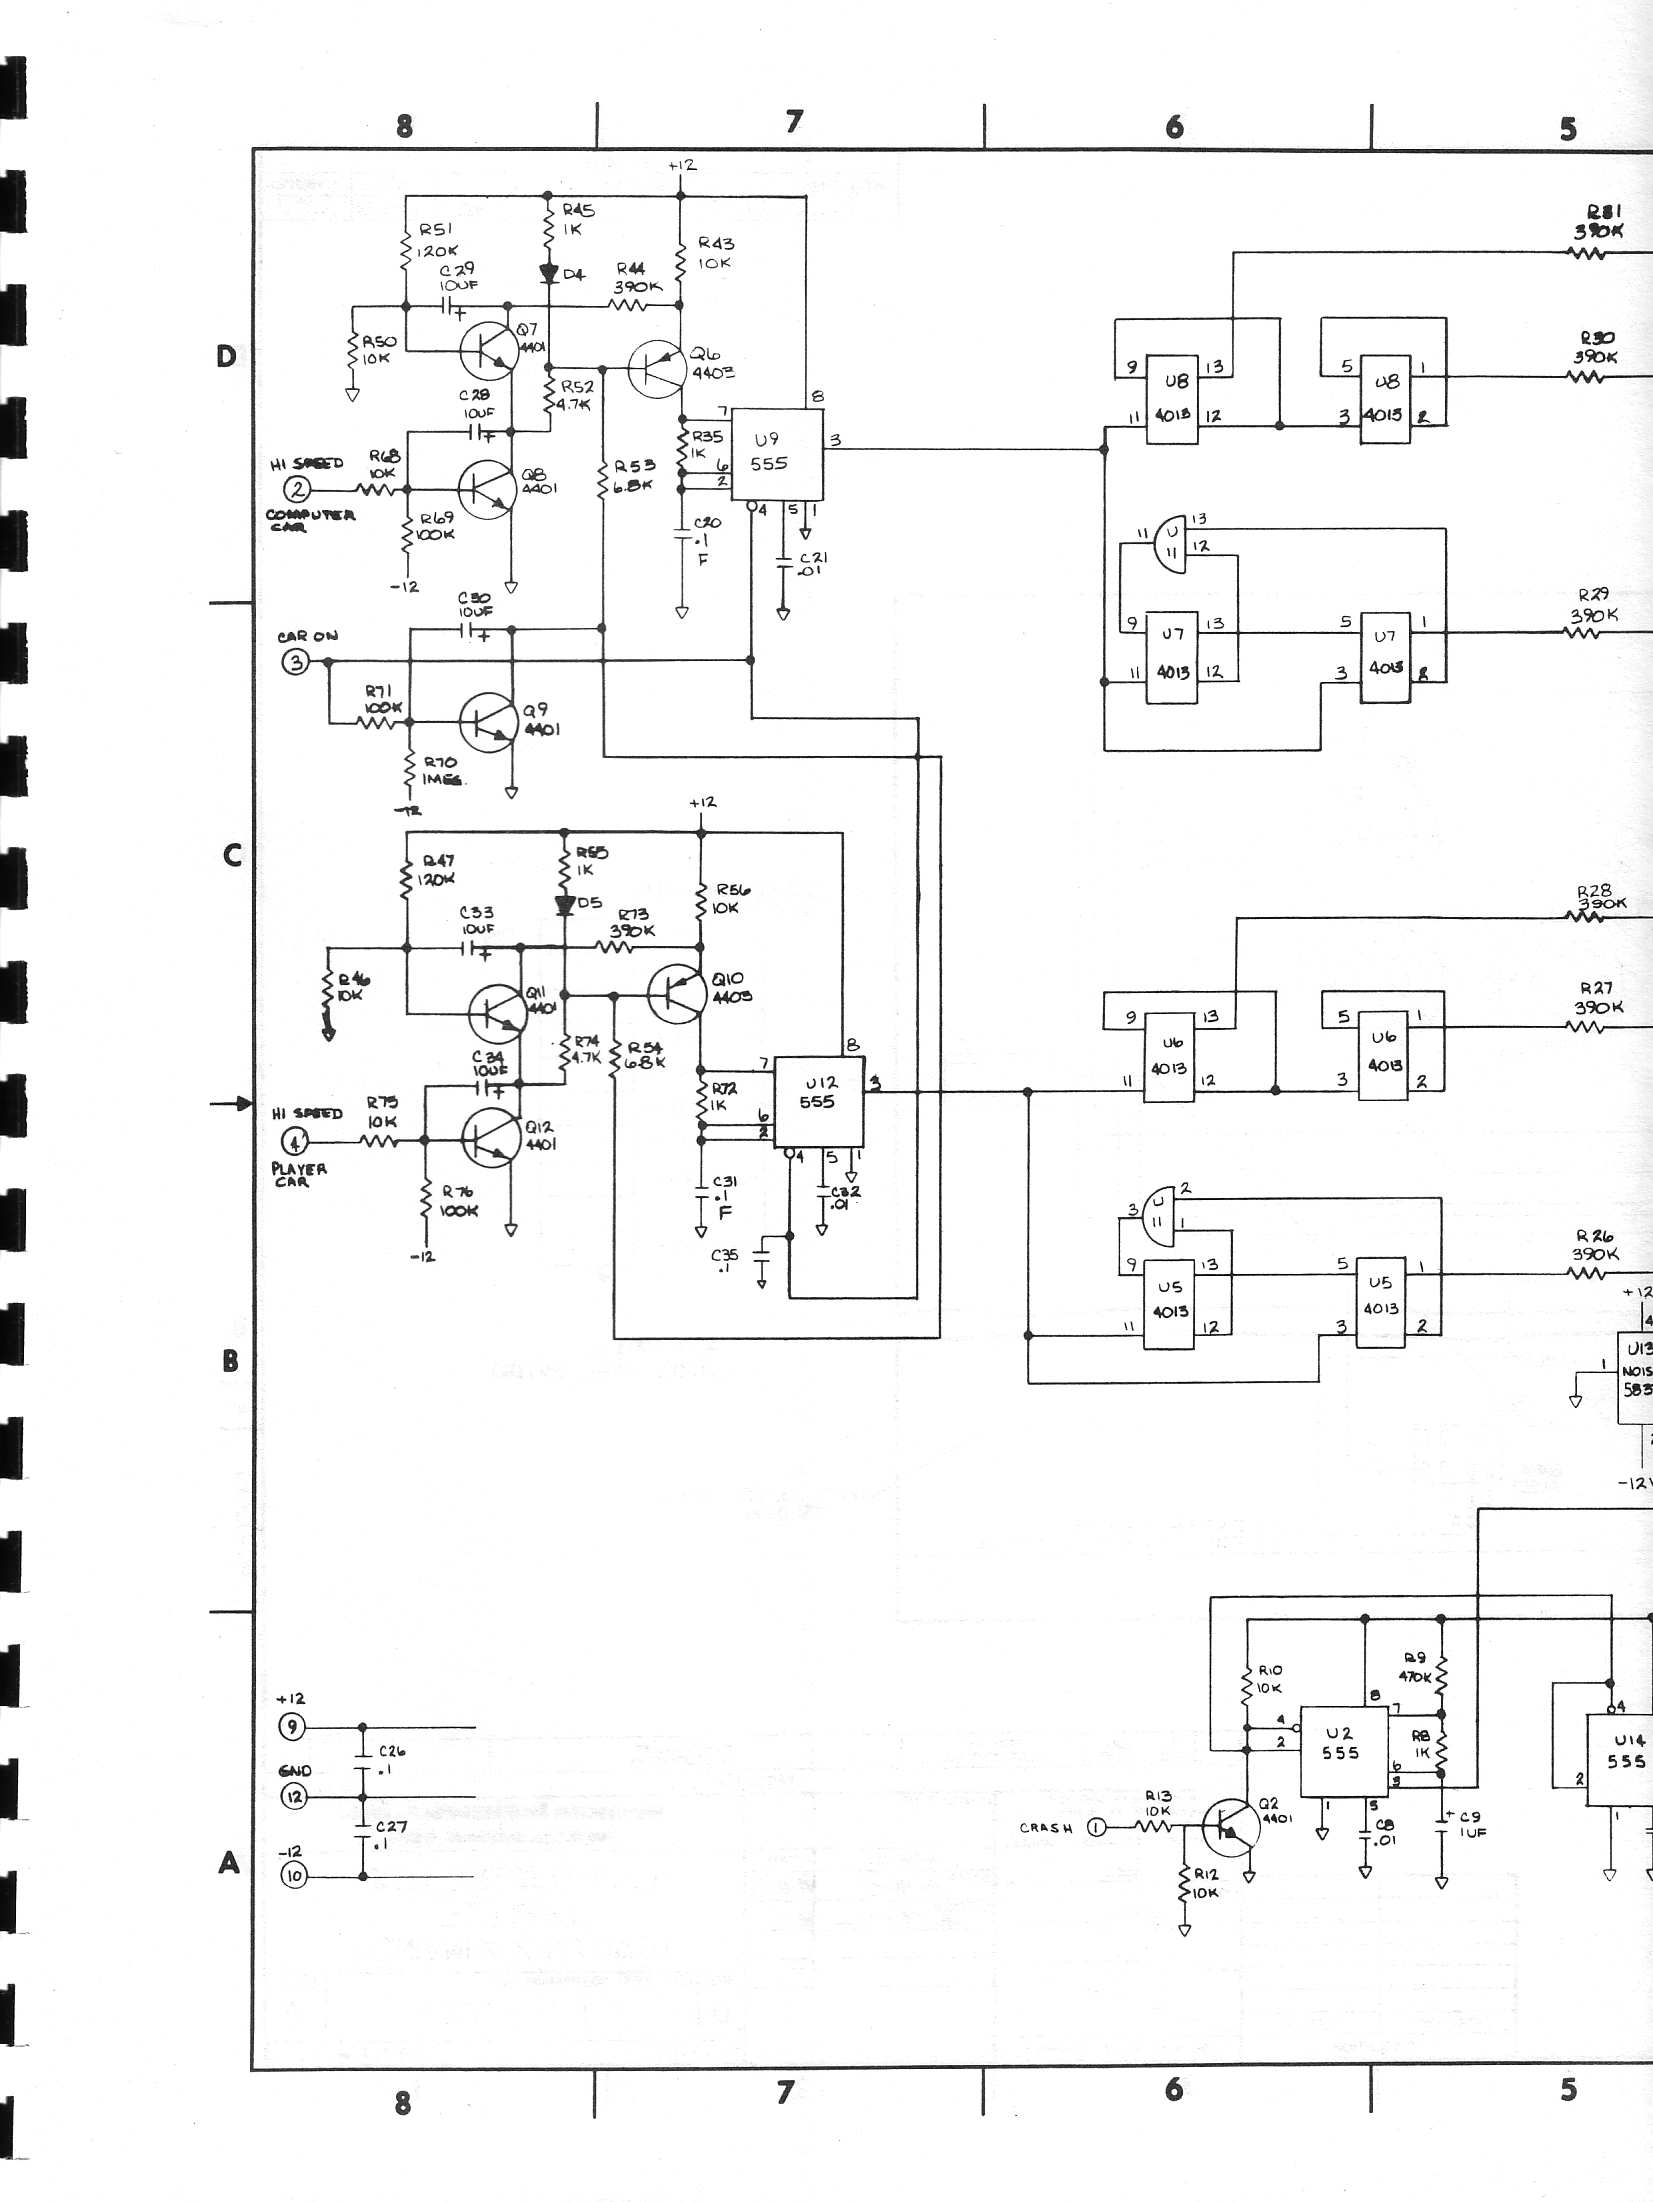 8 7 6 5
+12
R51
120K
R45
1K
R43
10K
R31
390K
C29
10UF
+
D4
R44
390K
D
R50
10K
Q7
4401
Q6
4403
R52
4.7K
C28
10UF
+
9 U8 13
4013
11 12
5 U8 1
4013
3 2
R30
390K
HI SPEED
2
COMPUTER
CAR
R68
10K
R69
100K
-12
Q8
4401
R53
6.8K
R35
1K
7 8
U9
555
6
2
3
4 5 1
C20
.1
F
C21
.01
11 U 13
11 12
CAR ON
3
C30
10UF
+
R71
100K
Q9
4401
R70
1MEG.
-12
9 U7 13
4013
11 12
5 U7 1
4013
3 2
R29
390K
C
+12
R47
120K
R55
1K
R56
10K
C33
10UF
+
D5
R73
390K
R46
10K
Q11
4401
Q10
4403
R74
4.7K
R54
6.8K
C34
10UF
+
R28
390K
9 U6 13
4013
11 12
5 U6 1
4013
3 2
R27
390K
HI SPEED
4
PLAYER
CAR
R75
10K
R76
100K
-12
Q12
4401
R72
1K
7 8
U12
555
6
2
3
4 5 1
C31
.1
F
C32
.01
C35
.1
3 U 2
11 1
9 U5 13
4013
11 12
5 U5 1
4013
3 2
R26
390K
B
+12
4
U13
1 NOIS
583
-12V
+12
9
C26
.1
GND
12
C27
.1
-12
10
A
CRASH 1
R13
10K
R12
10K
Q2
4401
R10
10K
4
2
U2
555
8
7
6
3
1 5
R9
470K
R8
1K
C8
.01
+ C9
1UF
4
U14
555
2
1
8 7 6 5